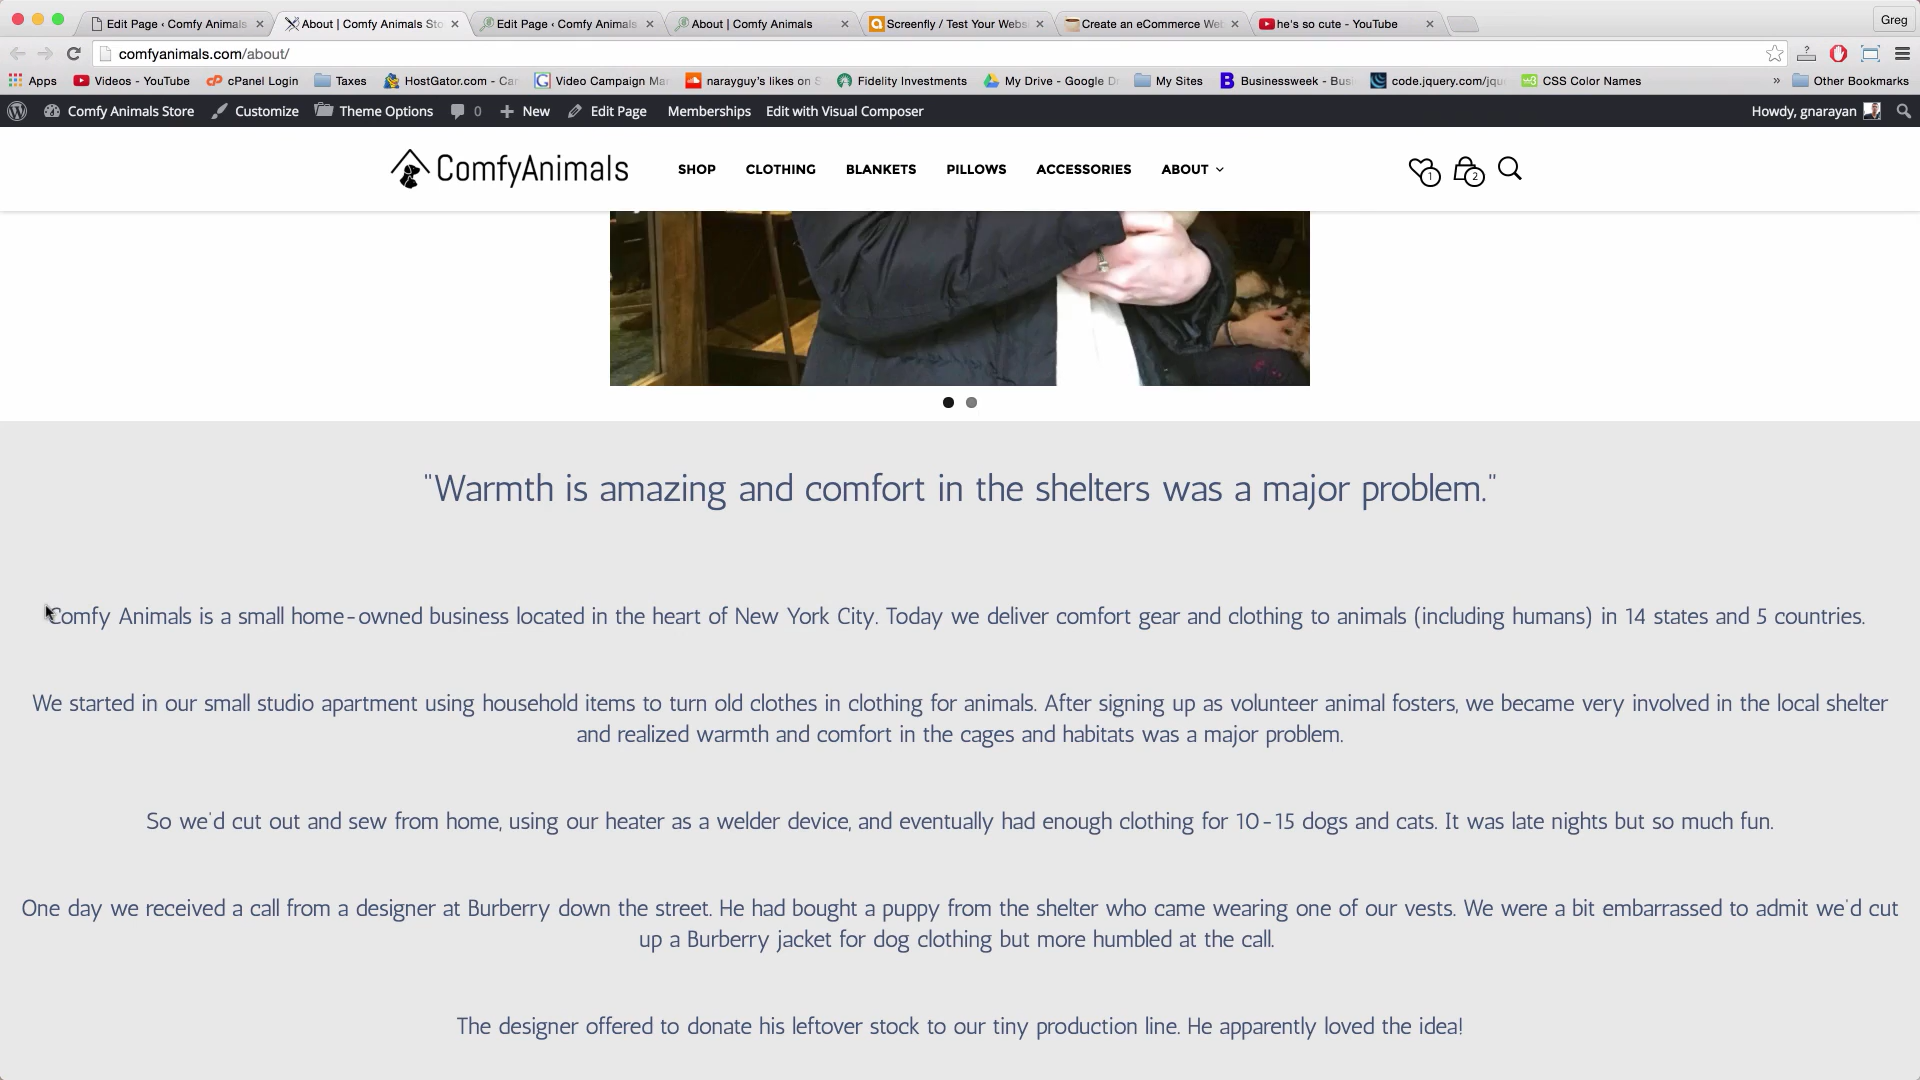 Edit Page ‹ Comfy Animals
About | Comfy Animals Sto
Edit Page ‹ Comfy Animals
About | Comfy Animals
Screenfly / Test Your Webs
Create an eCommerce Web
he's so cute - YouTube
Greg
comfyanimals.com/about/
Apps
Videos - YouTube
cPanel Login
Taxes
HostGator.com - Car
Video Campaign Man
narayguy's likes on S
Fidelity Investments
My Drive - Google Dr
My Sites
Businessweek - Busi
code.jquery.com/jqu
CSS Color Names
»
Other Bookmarks
Comfy Animals Store
Customize
Theme Options
0
New
Edit Page
Memberships
Edit with Visual Composer
Howdy, gnarayan
ComfyAnimals
SHOP
CLOTHING
BLANKETS
PILLOWS
ACCESSORIES
ABOUT
1
2
"Warmth is amazing and comfort in the shelters was a major problem."
Comfy Animals is a small home-owned business located in the heart of New York City. Today we deliver comfort gear and clothing to animals (including humans) in 14 states and 5 countries.
We started in our small studio apartment using household items to turn old clothes in clothing for animals. After signing up as volunteer animal fosters, we became very involved in the local shelter
and realized warmth and comfort in the cages and habitats was a major problem.
So we'd cut out and sew from home, using our heater as a welder device, and eventually had enough clothing for 10-15 dogs and cats. It was late nights but so much fun.
One day we received a call from a designer at Burberry down the street. He had bought a puppy from the shelter who came wearing one of our vests. We were a bit embarrassed to admit we'd cut
up a Burberry jacket for dog clothing but more humbled at the call.
The designer offered to donate his leftover stock to our tiny production line. He apparently loved the idea!